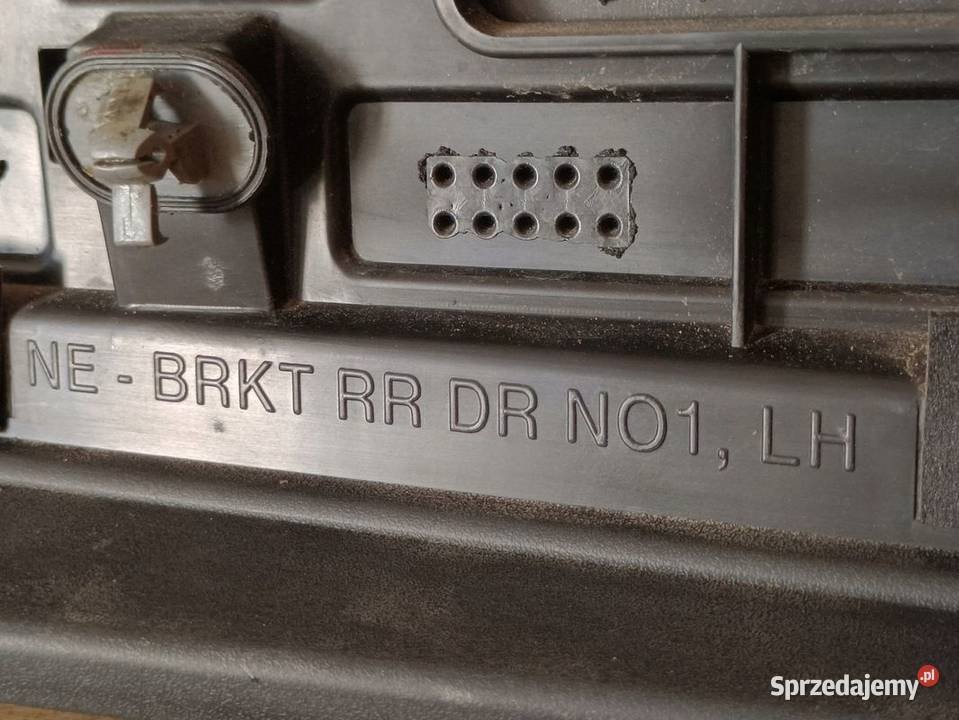 NE - BRKT RR DR NO1, LH
Sprzedajemy.pl